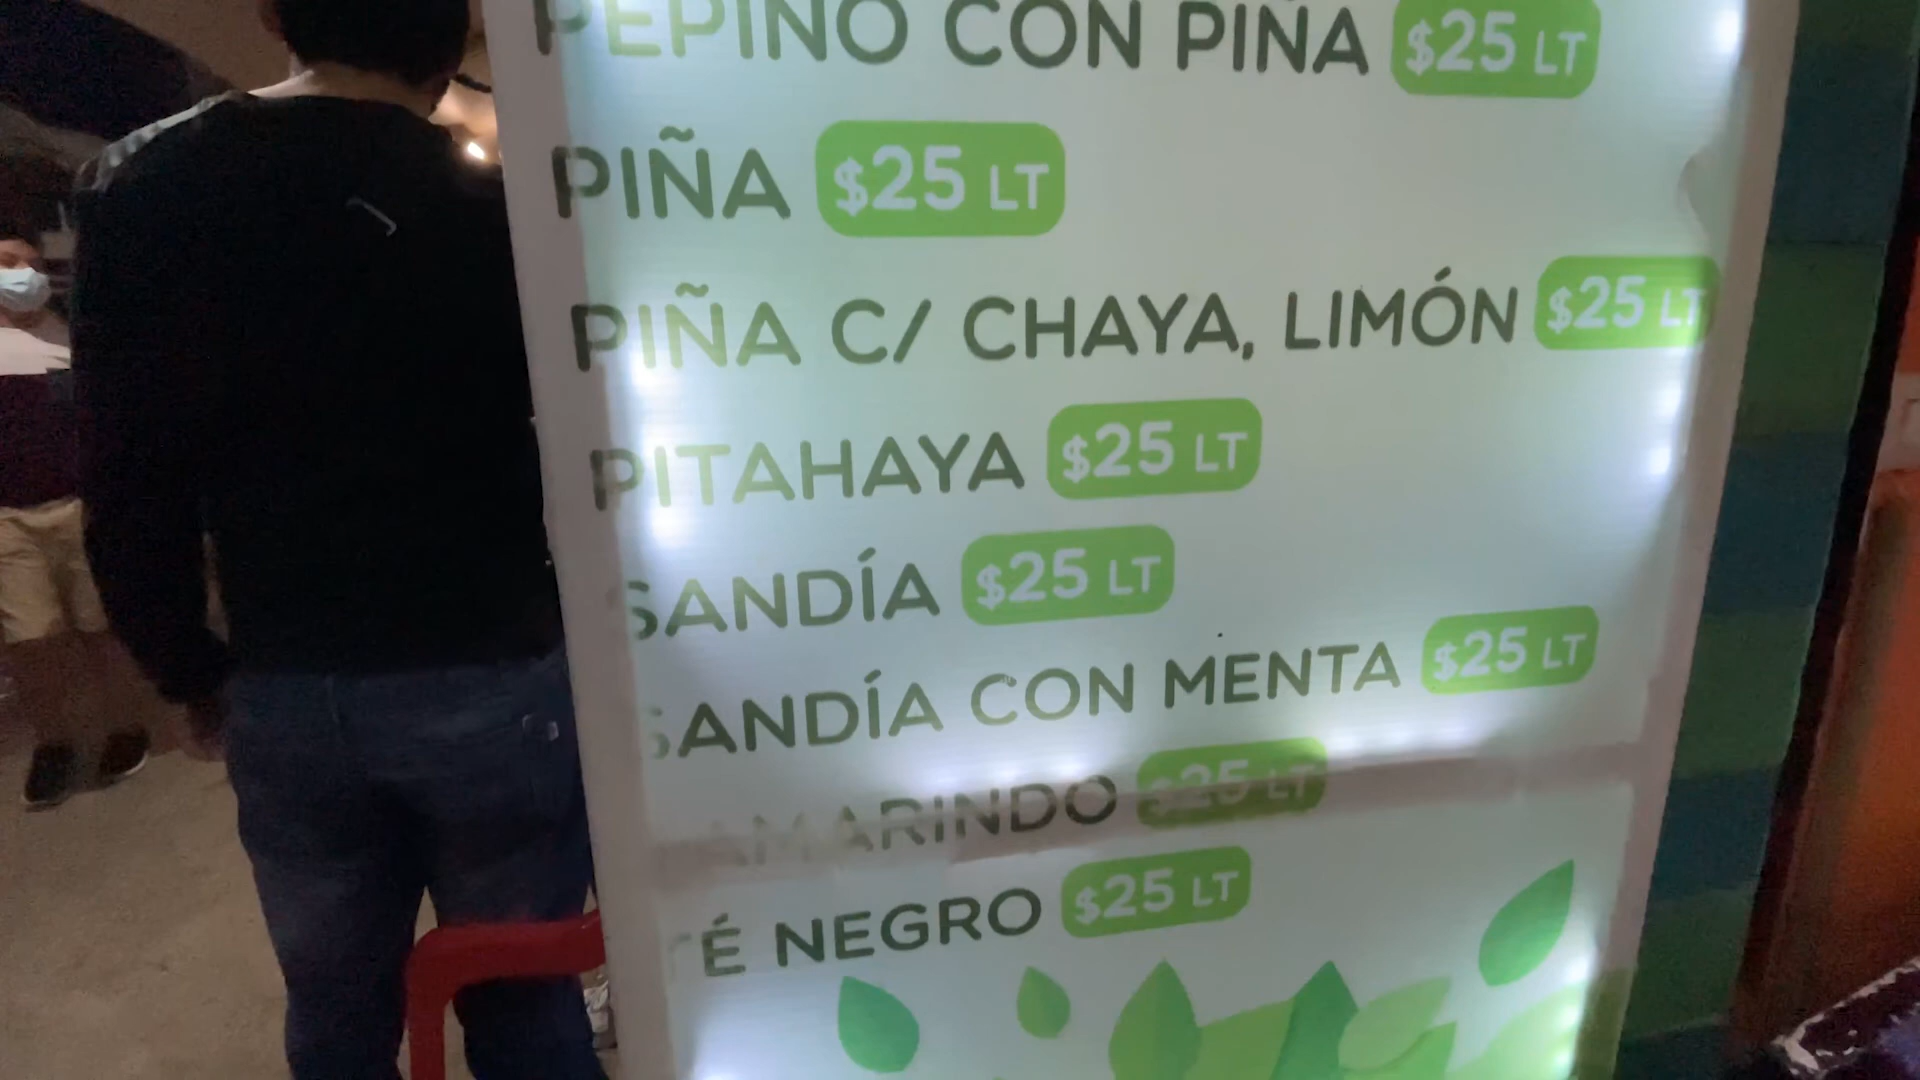 PEPINO CON PIÑA $25 LT
PIÑA $25 LT
PIÑA C/ CHAYA, LIMÓN $25 LT
PITAHAYA $25 LT
SANDÍA $25 LT
SANDÍA CON MENTA $25 LT
TAMARINDO $25 LT
TÉ NEGRO $25 LT